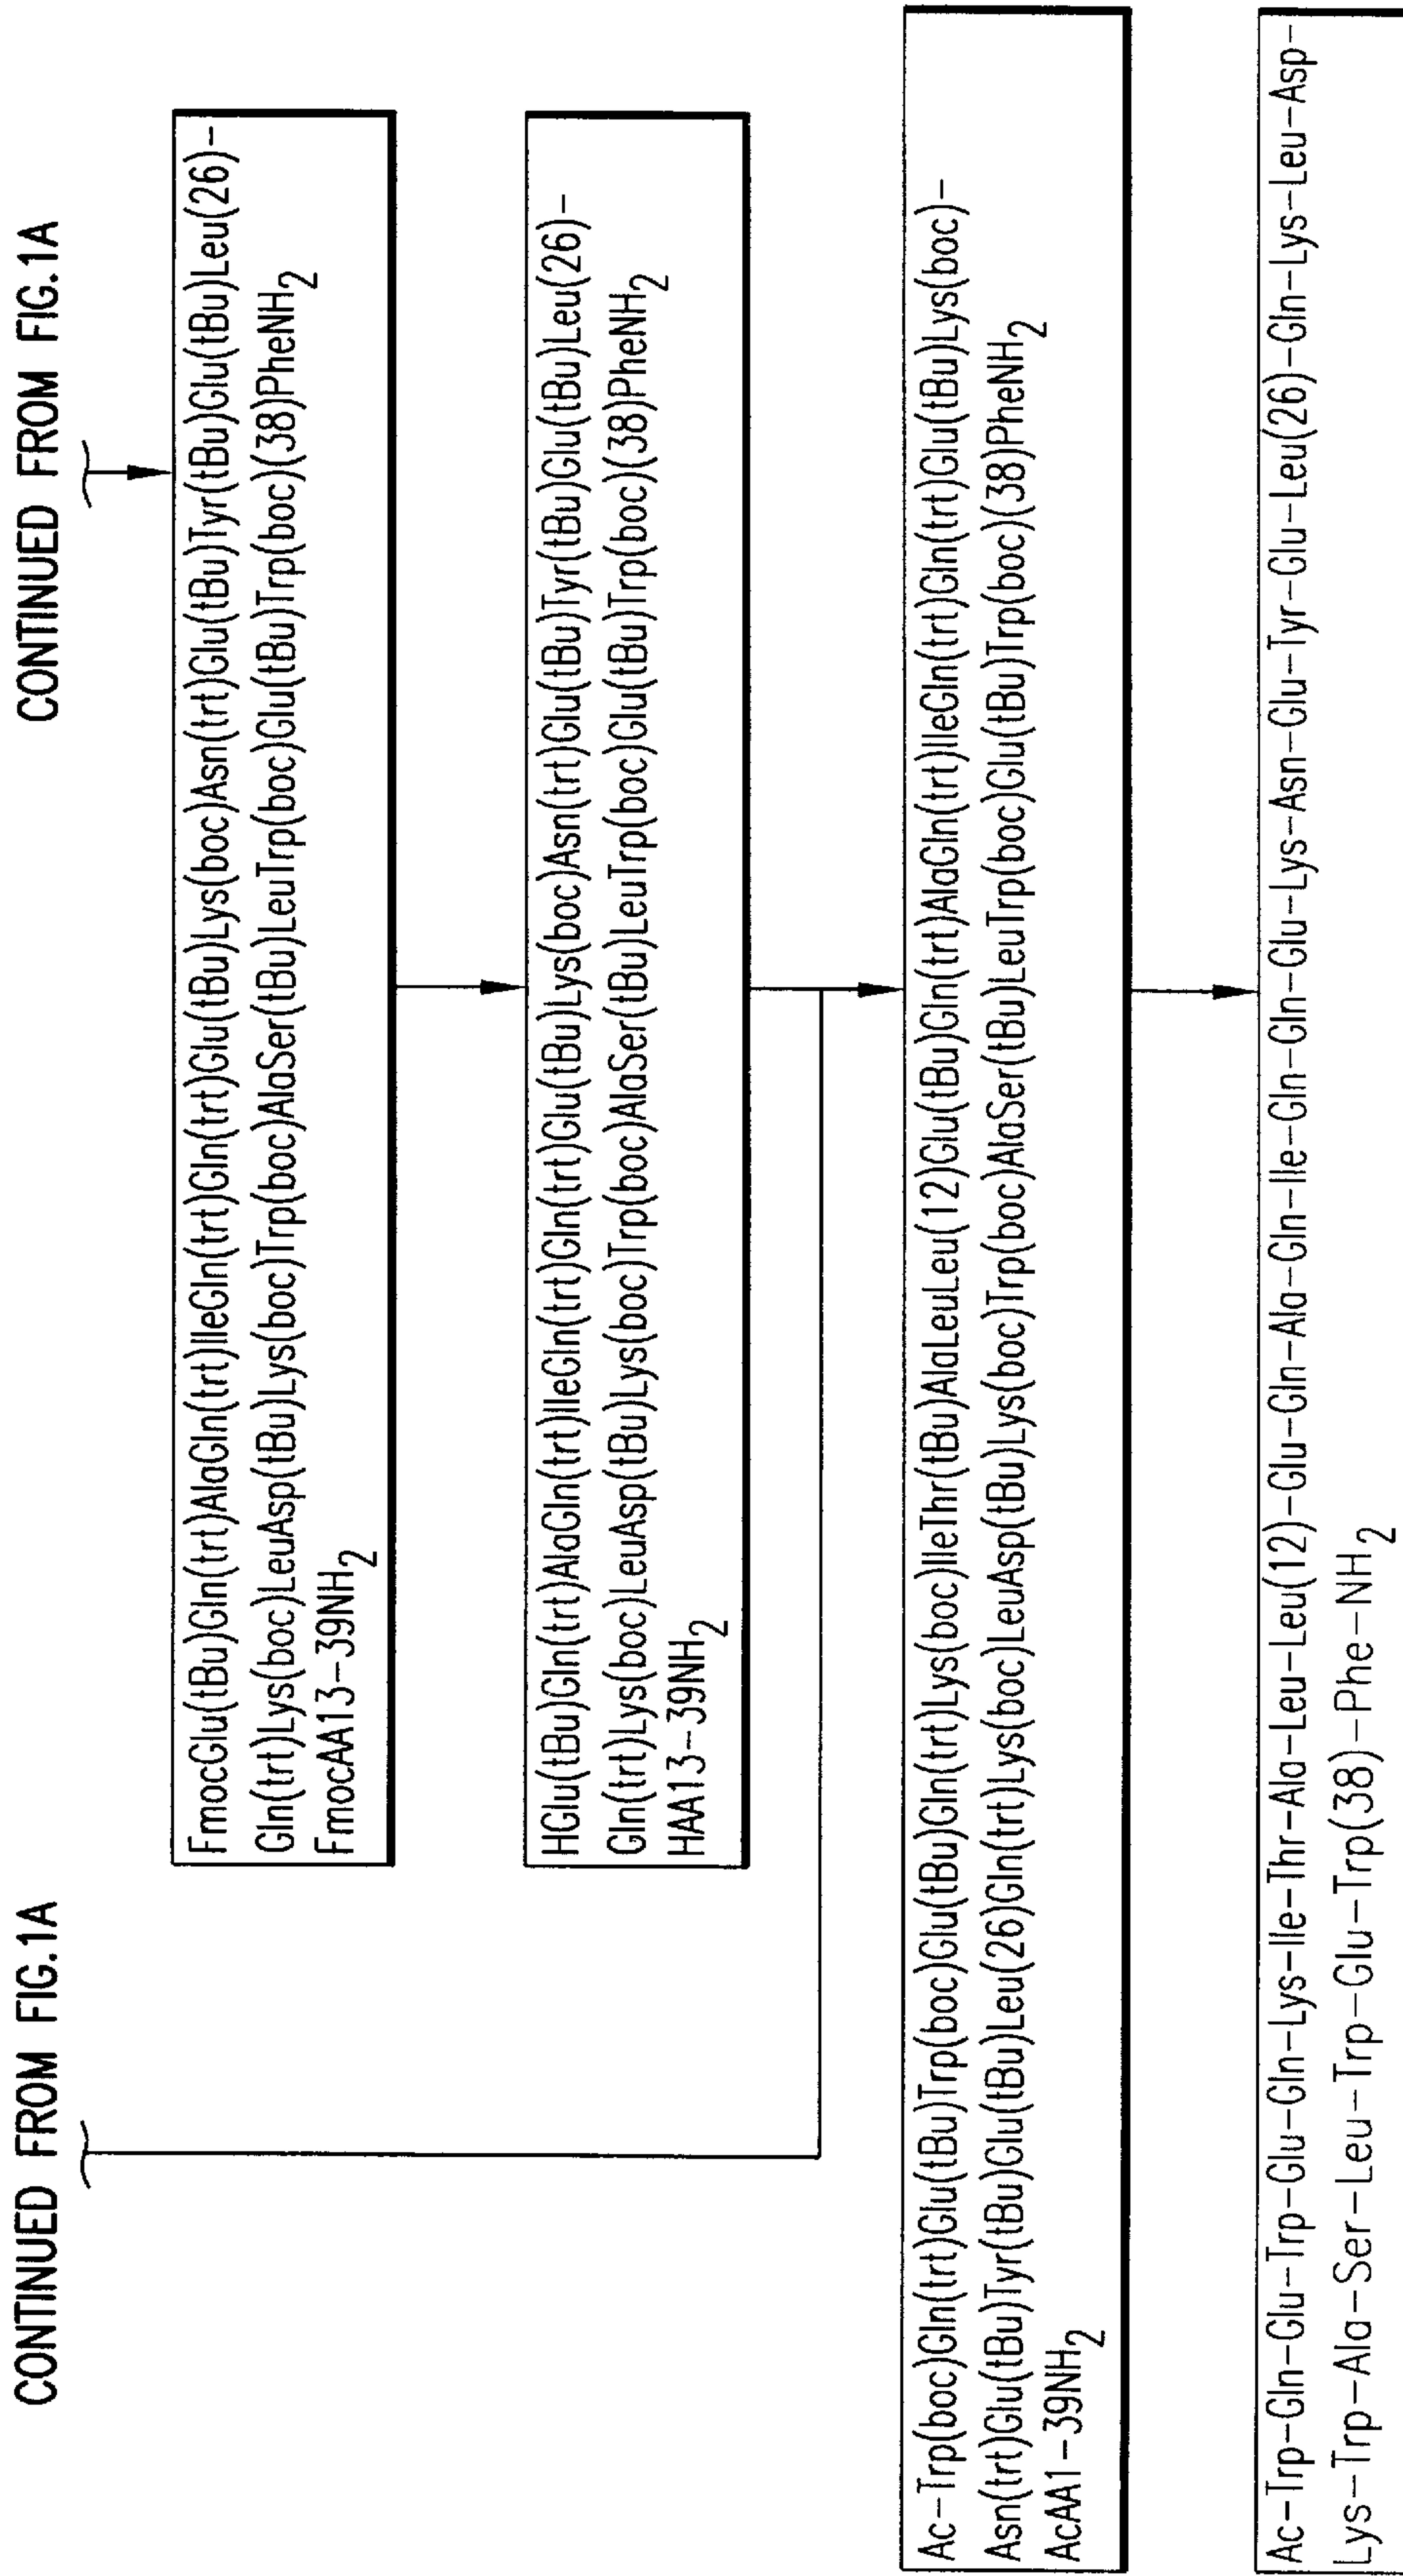 CONTINUED FROM FIG.1A
CONTINUED FROM FIG.1A
FmocGlu(tBu)Gln(trt)AlaGln(trt)IleGln(trt)Gln(trt)Glu(tBu)Lys(boc)Asn(trt)Glu(tBu)Tyr(tBu)Glu(tBu)Leu(26)–
Gln(trt)Lys(boc)LeuAsp(tBu)Lys(boc)Trp(boc)AlaSer(tBu)LeuTrp(boc)Glu(tBu)Trp(boc)(38)PheNH2
FmocAA13–39NH2
HGlu(tBu)Gln(trt)AlaGln(trt)IleGln(trt)Gln(trt)Glu(tBu)Lys(boc)Asn(trt)Glu(tBu)Tyr(tBu)Glu(tBu)Leu(26)–
Gln(trt)Lys(boc)LeuAsp(tBu)Lys(boc)Trp(boc)AlaSer(tBu)LeuTrp(boc)Glu(tBu)Trp(boc)(38)PheNH2
HAA13–39NH2
Ac–Trp(boc)Gln(trt)Glu(tBu)Trp(boc)Glu(tBu)Gln(trt)Lys(boc)IleThr(tBu)AlaLeuLeu(12)Glu(tBu)Gln(trt)AlaGln(trt)IleGln(trt)Gln(trt)Glu(tBu)Lys(boc)–
Asn(trt)Glu(tBu)Tyr(tBu)Glu(tBu)Leu(26)Gln(trt)Lys(boc)LeuAsp(tBu)Lys(boc)Trp(boc)AlaSer(tBu)LeuTrp(boc)Glu(tBu)Trp(boc)(38)PheNH2
AcAA1–39NH2
Ac–Trp–Gln–Glu–Trp–Glu–Gln–Lys–Ile–Thr–Ala–Leu–Leu(12)–Glu–Gln–Ala–Gln–Ile–Gln–Gln–Glu–Lys–Asn–Glu–Tyr–Glu–Leu(26)–Gln–Lys–Leu–Asp–
Lys–Trp–Ala–Ser–Leu–Trp–Glu–Trp(38)–Phe–NH2